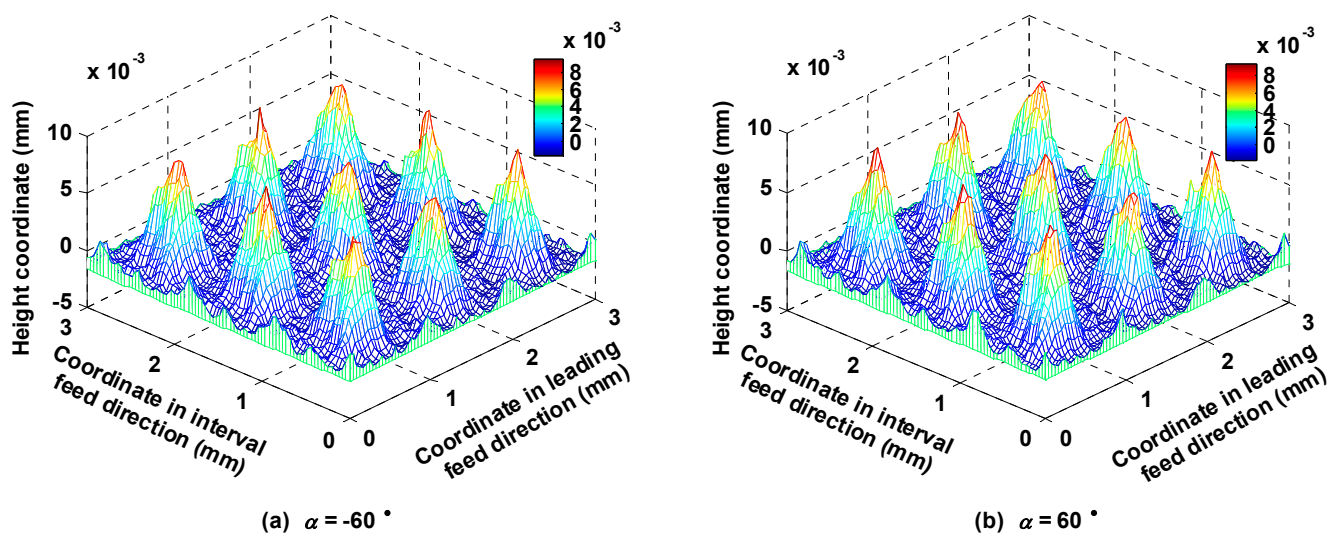 x 10 -3
x 10 -3
8
6
4
2
0
Height coordinate (mm)
10
5
0
-5
3
2
1
0
Coordinate in interval
feed direction (mm)
0
1
2
3
Coordinate in leading
feed direction (mm)
(a) α = -60 °
x 10 -3
x 10 -3
8
6
4
2
0
Height coordinate (mm)
10
5
0
-5
3
2
1
0
Coordinate in interval
feed direction (mm)
0
1
2
3
Coordinate in leading
feed direction (mm)
(b) α = 60 °